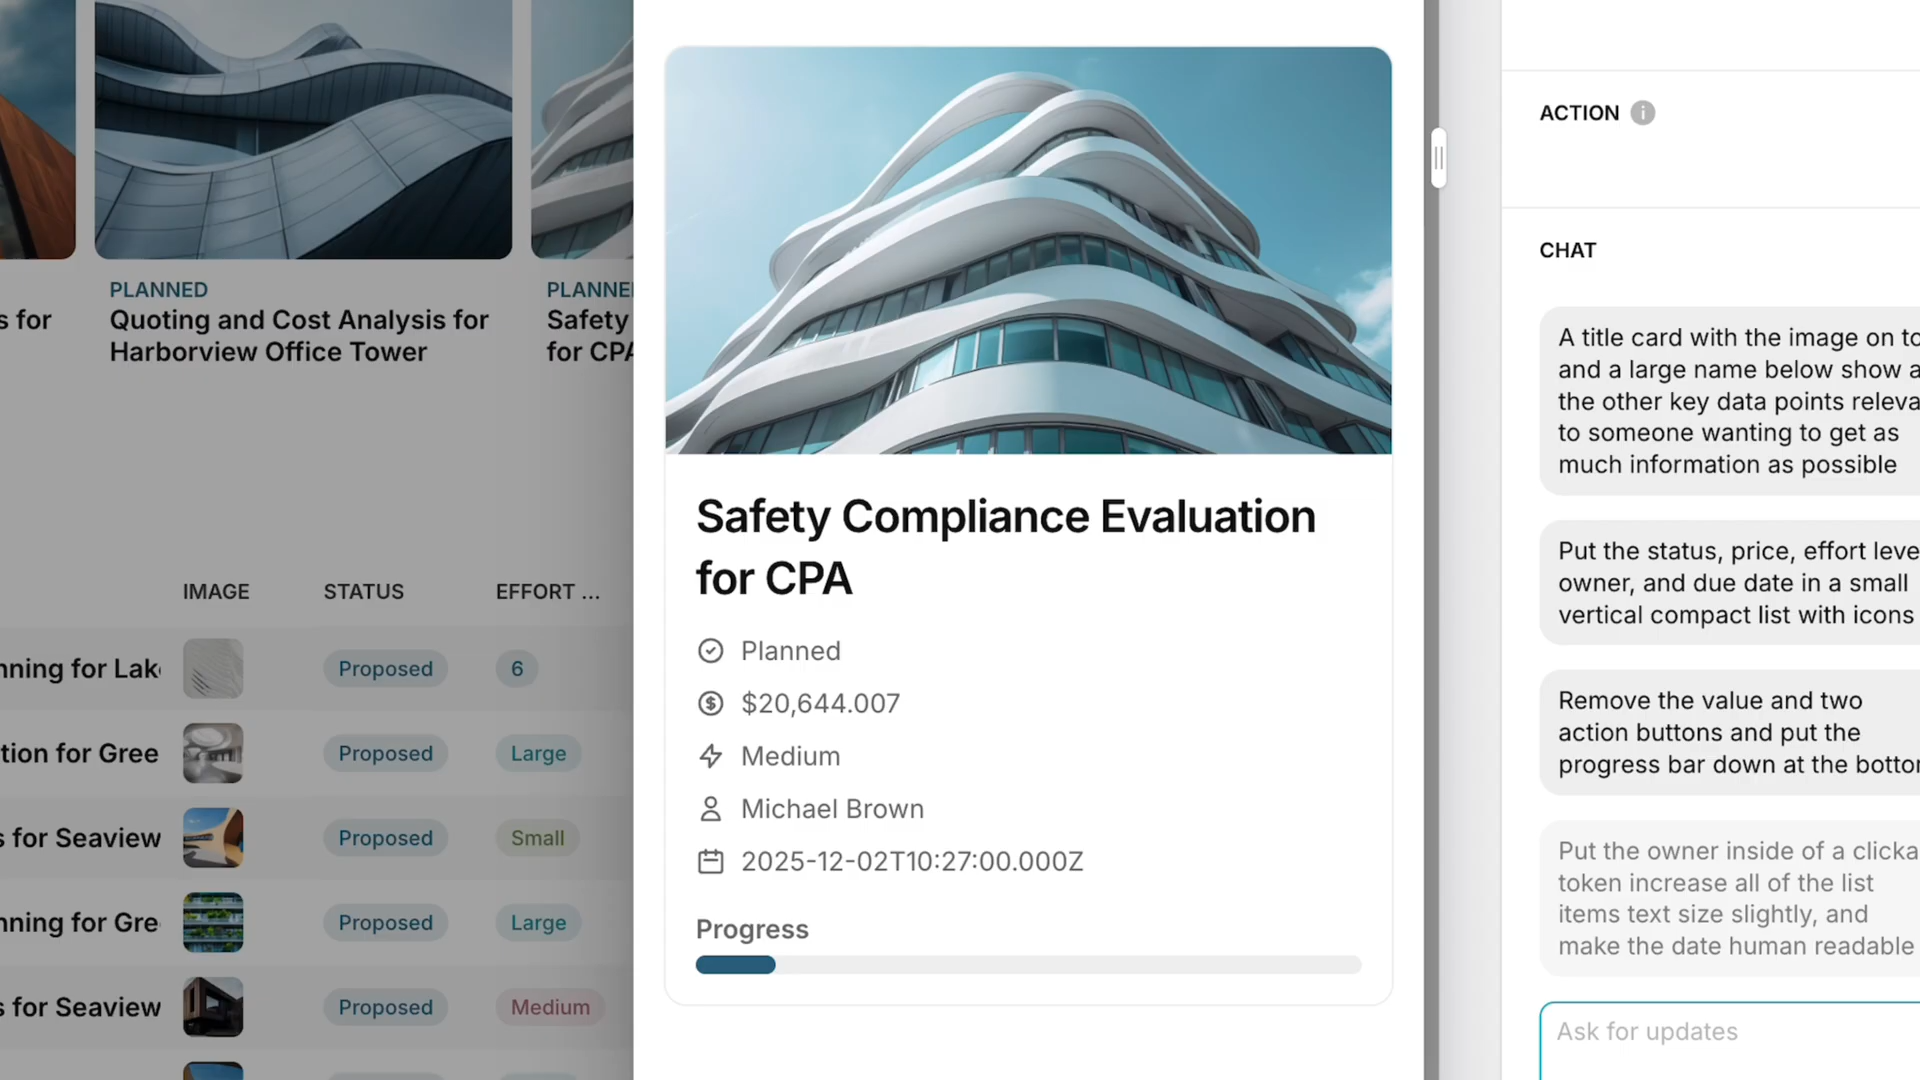 s for
PLANNED
Quoting and Cost Analysis for
Harborview Office Tower
PLANNE
Safety
for CPA
IMAGE
STATUS
EFFORT ...
nning for Lak
Proposed
6
tion for Gree
Proposed
Large
s for Seaview
Proposed
Small
nning for Gre
Proposed
Large
s for Seaview
Proposed
Medium
Safety Compliance Evaluation
for CPA
Planned
$20,644.007
Medium
Michael Brown
2025-12-02T10:27:00.000Z
Progress
ACTION
CHAT
A title card with the image on to
and a large name below show a
the other key data points releva
to someone wanting to get as
much information as possible
Put the status, price, effort leve
owner, and due date in a small
vertical compact list with icons
Remove the value and two
action buttons and put the
progress bar down at the botto
Put the owner inside of a clicka
token increase all of the list
items text size slightly, and
make the date human readable
Ask for updates